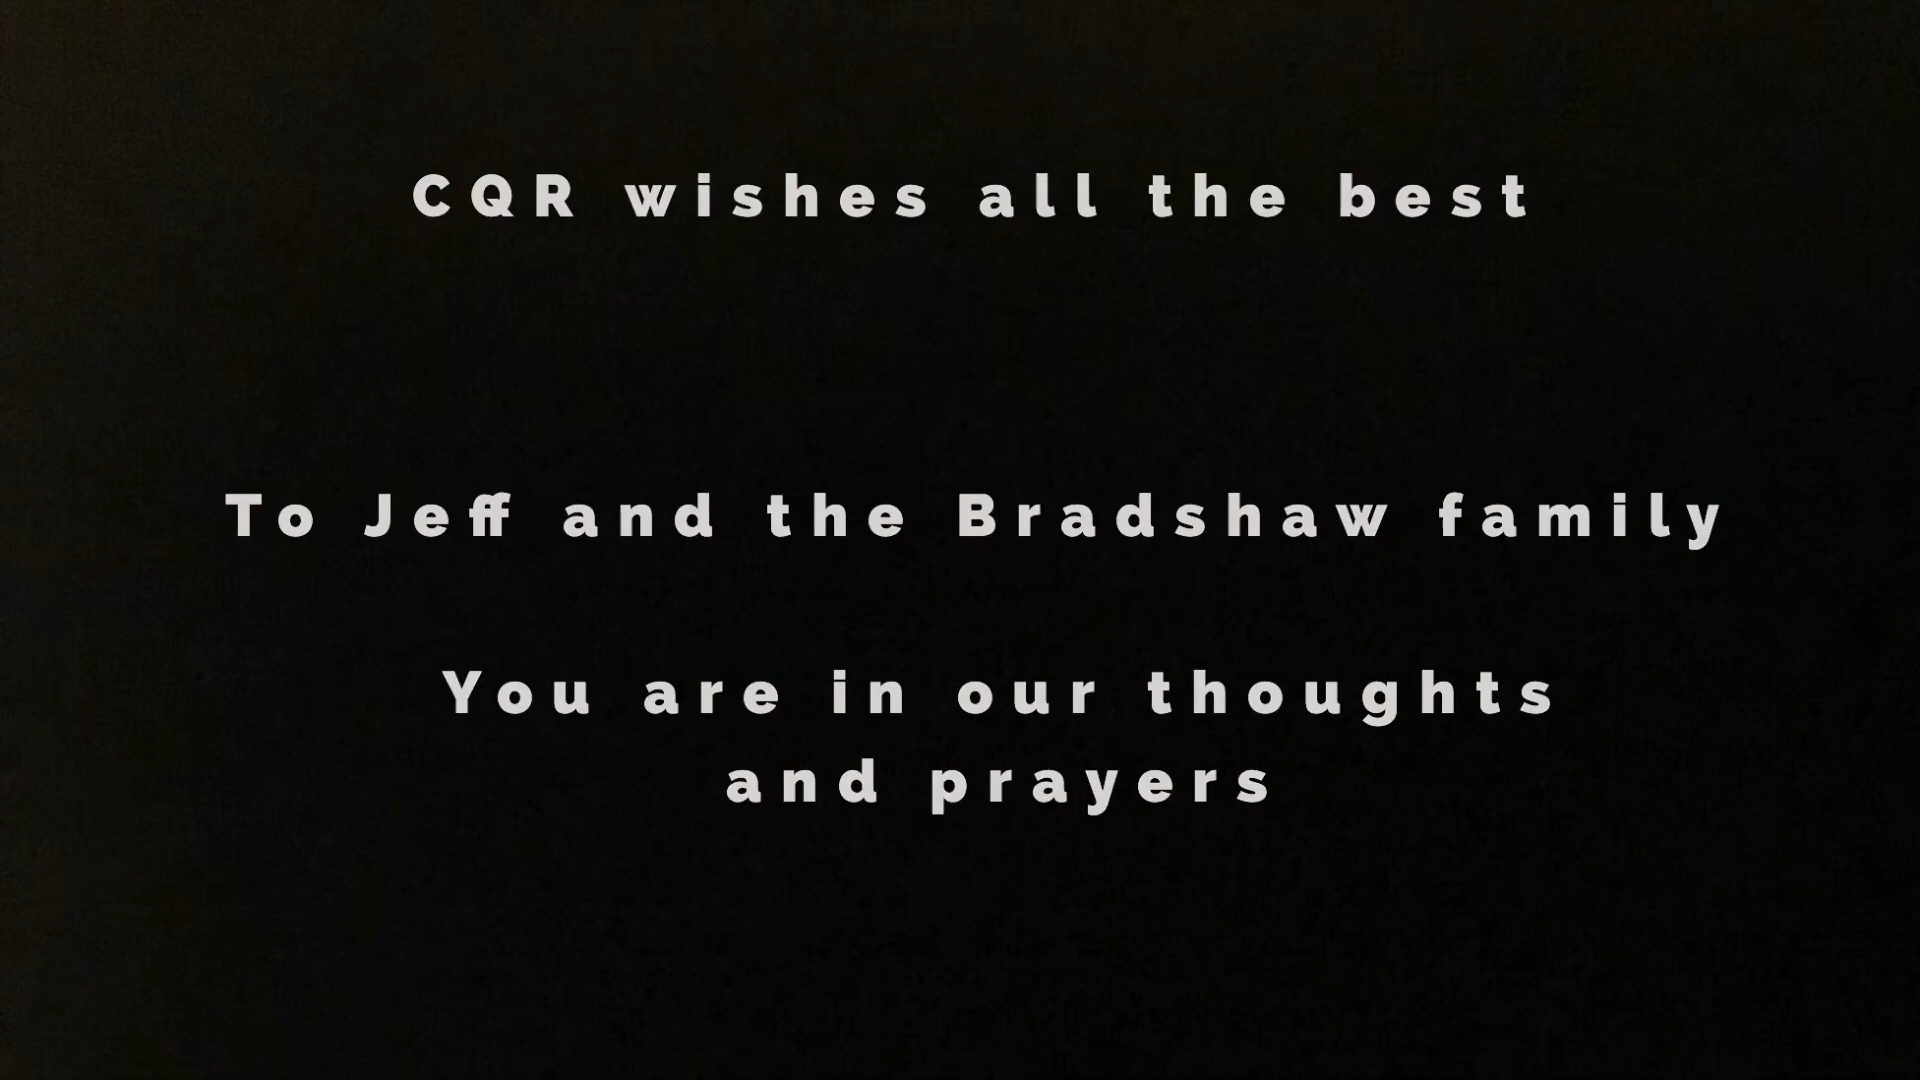 CQR wishes all the best
To Jeff and the Bradshaw family
You are in our thoughts
and prayers